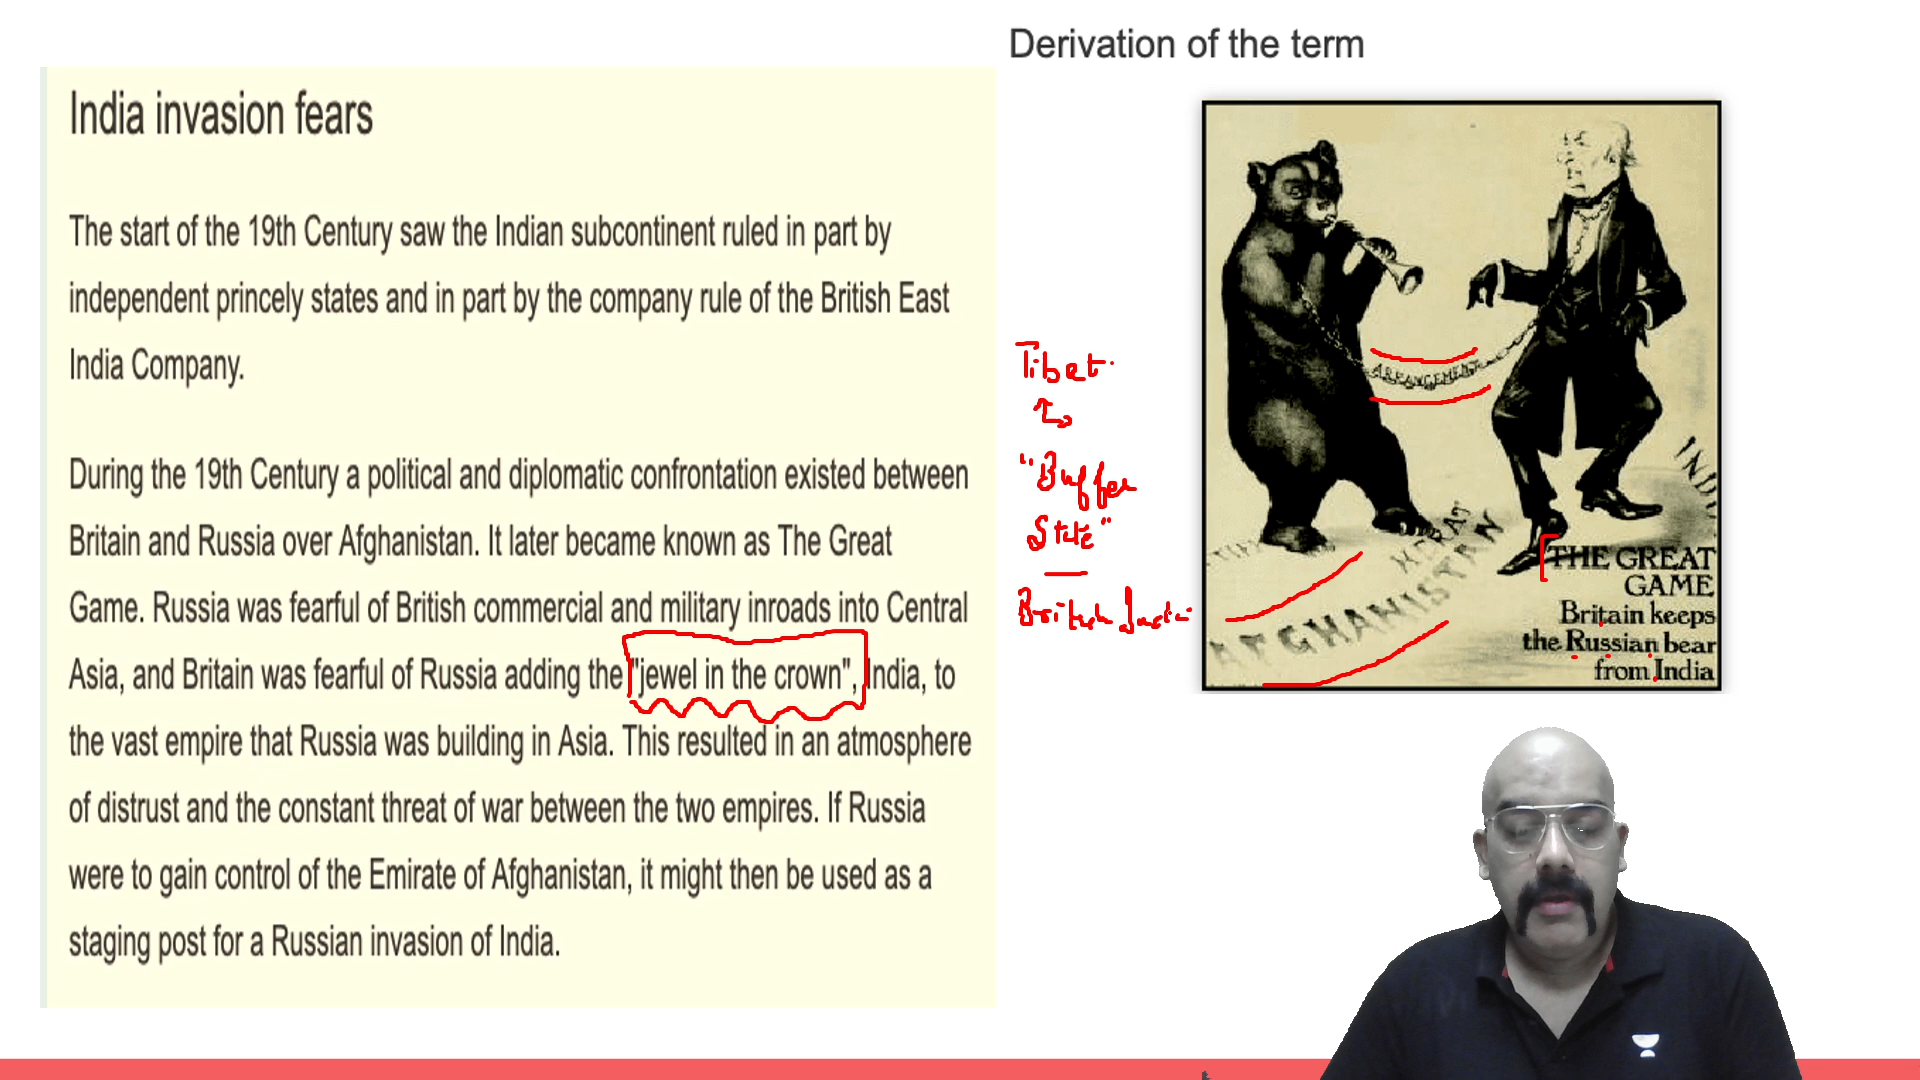 Derivation of the term
India invasion fears
The start of the 19th Century saw the Indian subcontinent ruled in part by
independent princely states and in part by the company rule of the British East
India Company.
During the 19th Century a political and diplomatic confrontation existed between
Britain and Russia over Afghanistan. It later became known as The Great
Game. Russia was fearful of British commercial and military inroads into Central
Asia, and Britain was fearful of Russia adding the "jewel in the crown", India, to
the vast empire that Russia was building in Asia. This resulted in an atmosphere
of distrust and the constant threat of war between the two empires. If Russia
were to gain control of the Emirate of Afghanistan, it might then be used as a
staging post for a Russian invasion of India.
Tibet
"Buffer
State"
British
ARRANGEMENT
HERAT
AFGHANISTAN
THE GREAT
GAME
Britain keeps
the Russian bear
from India